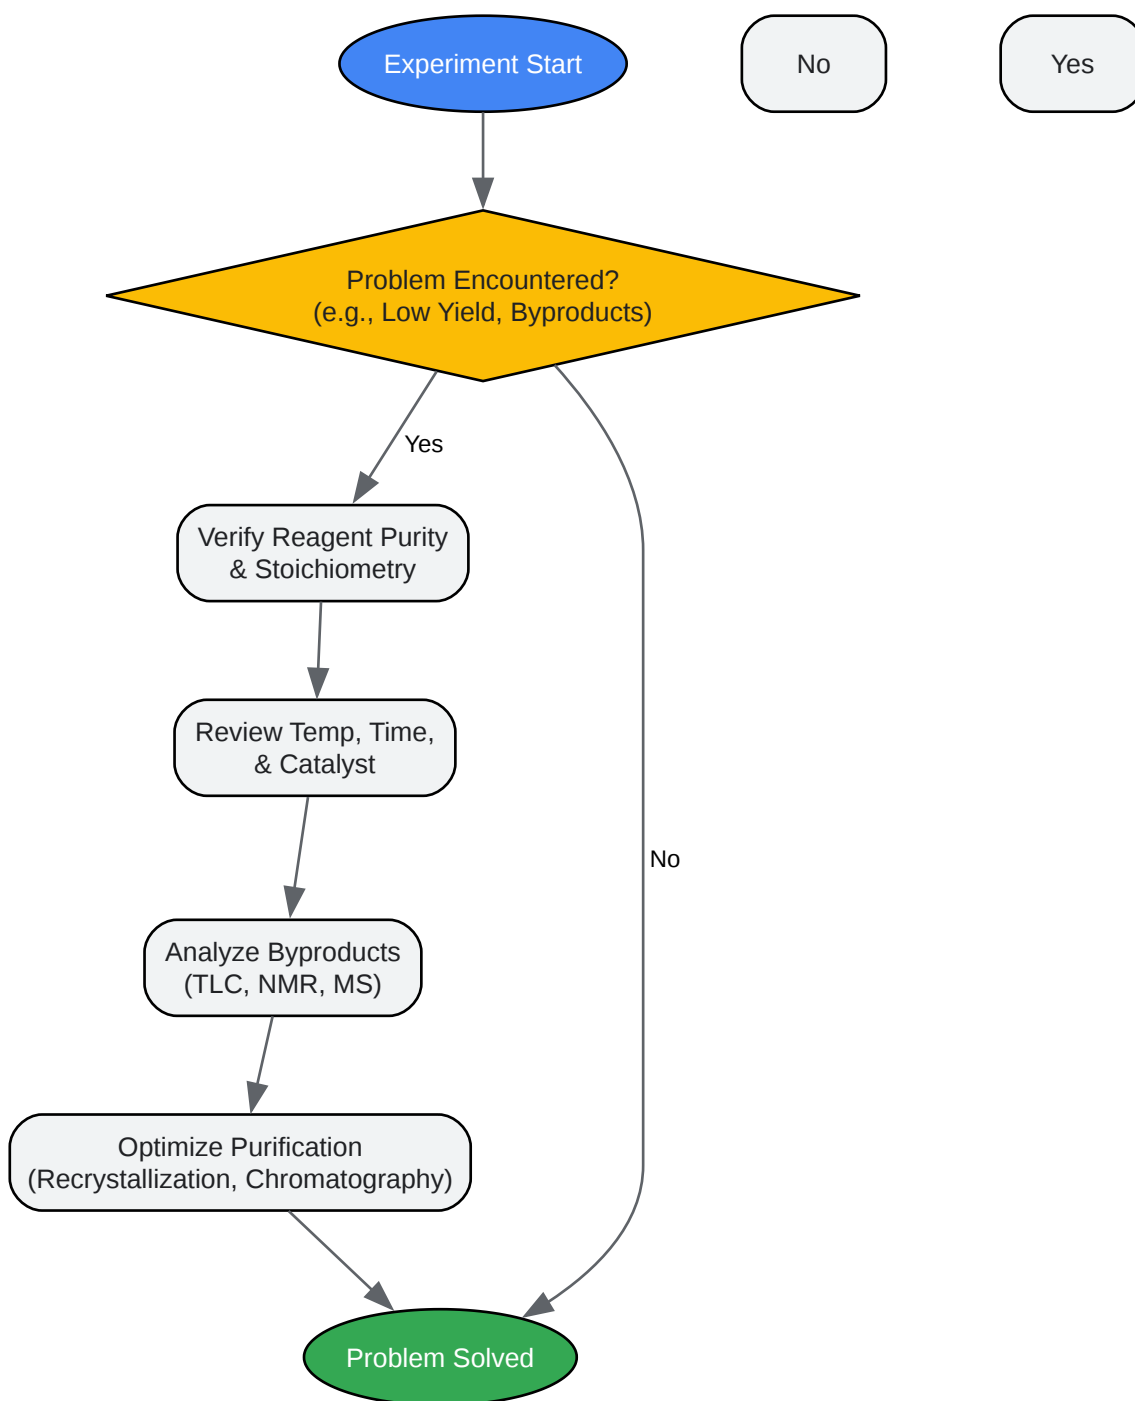 Experiment Start
No
Yes
Problem Encountered?
(e.g., Low Yield, Byproducts)
Yes
Verify Reagent Purity
& Stoichiometry
Review Temp, Time,
& Catalyst
No
Analyze Byproducts
(TLC, NMR, MS)
Optimize Purification
(Recrystallization, Chromatography)
Problem Solved